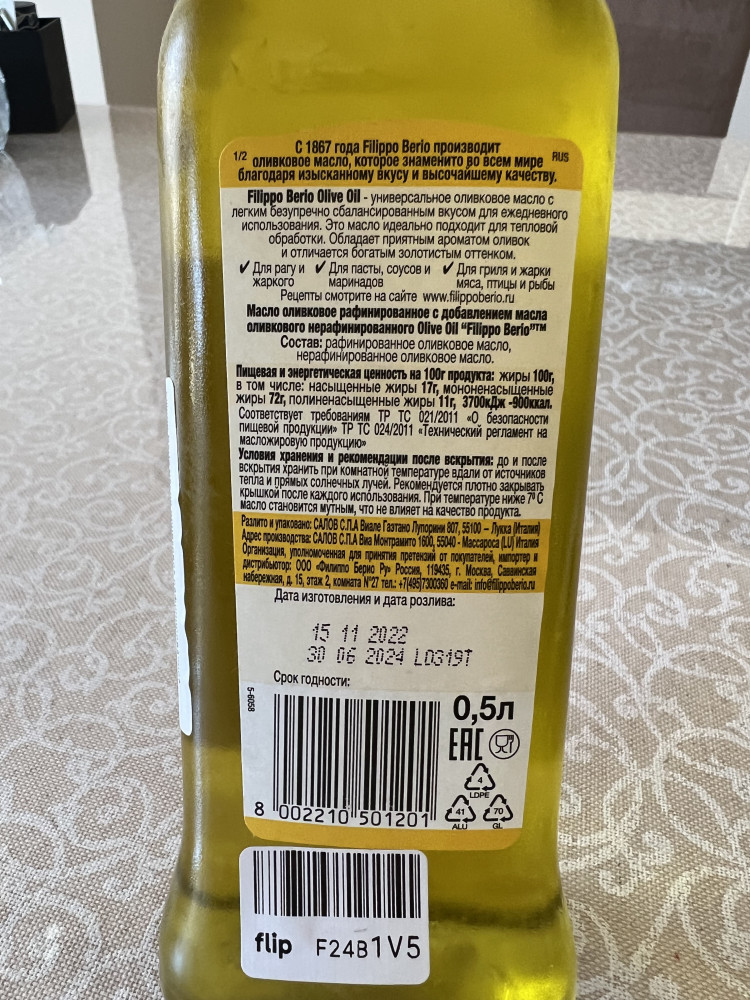 С 1867 года Filippo Berio производит
1/2 оливковое масло, которое знаменито во всем мире RUS
благодаря изысканному вкусу и высочайшему качеству.
Filippo Berio Olive Oil - универсальное оливковое масло с
легким безупречно сбалансированным вкусом для ежедневного
использования. Это масло идеально подходит для тепловой
обработки. Обладает приятным ароматом оливок
и отличается богатым золотистым оттенком.
✓ Для рагу и ✓ Для пасты, соусов и ✓ Для гриля и жарки
жаркого маринадов мяса, птицы и рыбы
Рецепты смотрите на сайте www.filippoberio.ru
Масло оливковое рафинированное с добавлением масла
оливкового нерафинированного Olive Oil “Filippo Berio”™
Состав: рафинированное оливковое масло,
нерафинированное оливковое масло.
Пищевая и энергетическая ценность на 100г продукта: жиры 100г,
в том числе: насыщенные жиры 17г, мононенасыщенные
жиры 72г, полиненасыщенные жиры 11г, 3700кДж -900ккал.
Соответствует требованиям ТР ТС 021/2011 «О безопасности
пищевой продукции» ТР ТС 024/2011 «Технический регламент на
масложировую продукцию»
Условия хранения и рекомендации после вскрытия: до и после
вскрытия хранить при комнатной температуре вдали от источников
тепла и прямых солнечных лучей. Рекомендуется плотно закрывать
крышкой после каждого использования. При температуре ниже 7º С
масло становится мутным, что не влияет на качество продукта.
Разлито и упаковано: САЛОВ С.П.А Виале Гаэтано Лупорини 807, 55100 – Лукка (Италия)
Адрес производства: САЛОВ С.П.А Виа Монтрамито 1600, 55040 - Массароса (LU) Италия
Организация, уполномоченная для принятия претензий от покупателей, импортер и
дистрибьютор: ООО «Филиппо Берио Ру» Россия, 119435, г. Москва, Саввинская
набережная, д. 15, этаж 2, комната №27 тел.: +7(495)7300360 e-mail: info@filippoberio.ru
Дата изготовления и дата розлива:
15 11 2022
30 06 2024 L0319T
Срок годности:
5-6058
0,5л
EAC
4
LDPE
41
ALU
70
GL
8 002210 501201
flip F24B1V5